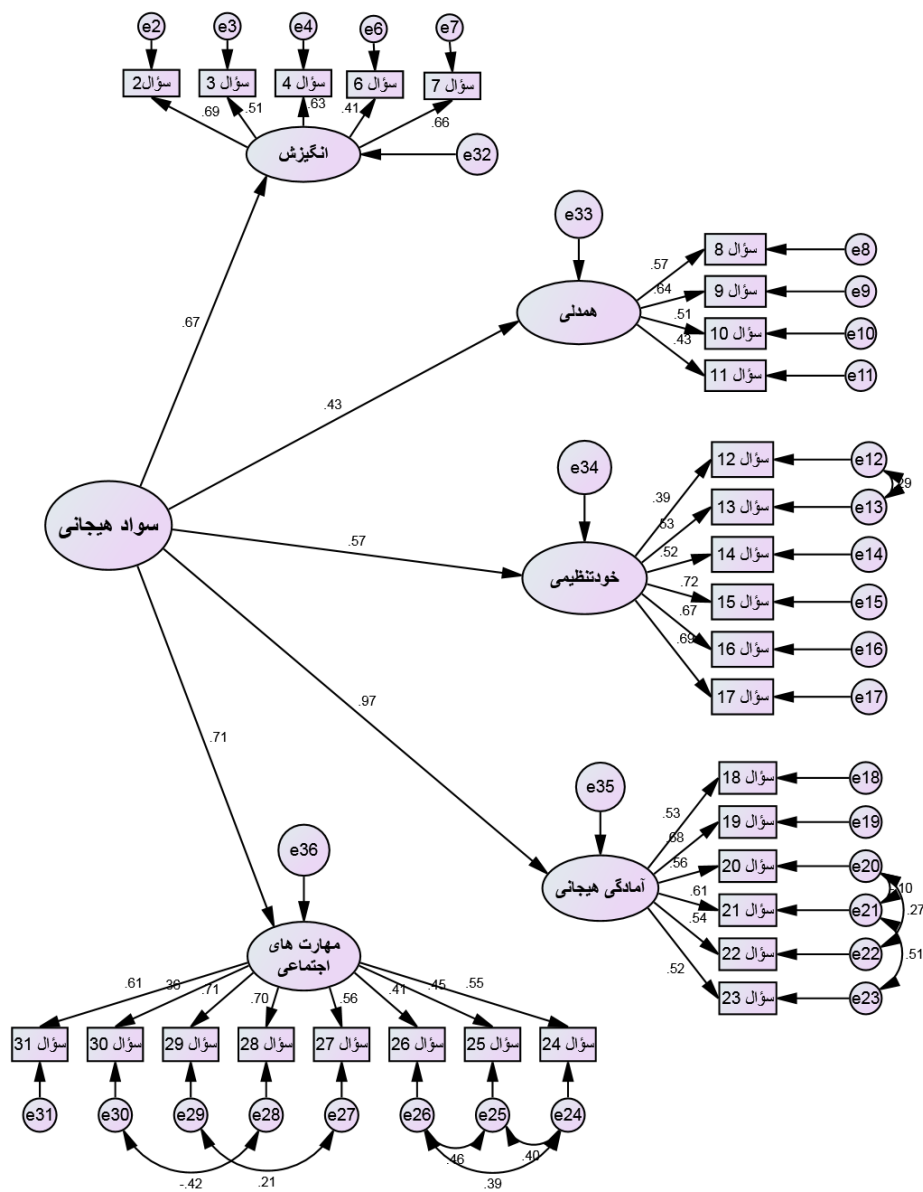 e2
e3
e4
e6
e7
سؤال2
سؤال 3
سؤال 4
سؤال 6
سؤال 7
.69
.51
.63
.41
.66
انگیزش
e32
.67
e33
همدلی
.57
.64
.51
.43
سؤال 8
سؤال 9
سؤال 10
سؤال 11
e8
e9
e10
e11
.43
سواد هیجانی
.57
e34
خودتنظیمی
.39
.53
.52
.72
.67
.69
سؤال 12
سؤال 13
سؤال 14
سؤال 15
سؤال 16
سؤال 17
e12
e13
e14
e15
e16
e17
.29
.97
e35
آمادگی هیجانی
.53
.68
.56
.61
.54
.52
سؤال 18
سؤال 19
سؤال 20
سؤال 21
سؤال 22
سؤال 23
e18
e19
e20
e21
e22
e23
.27
.51
.71
e36
مهارت های
اجتماعی
.61
.36
.71
.70
.56
.41
.45
.55
سؤال 31
سؤال 30
سؤال 29
سؤال 28
سؤال 27
سؤال 26
سؤال 25
سؤال 24
e31
e30
e29
e28
e27
e26
e25
e24
-.42
.21
.46
.40
.39